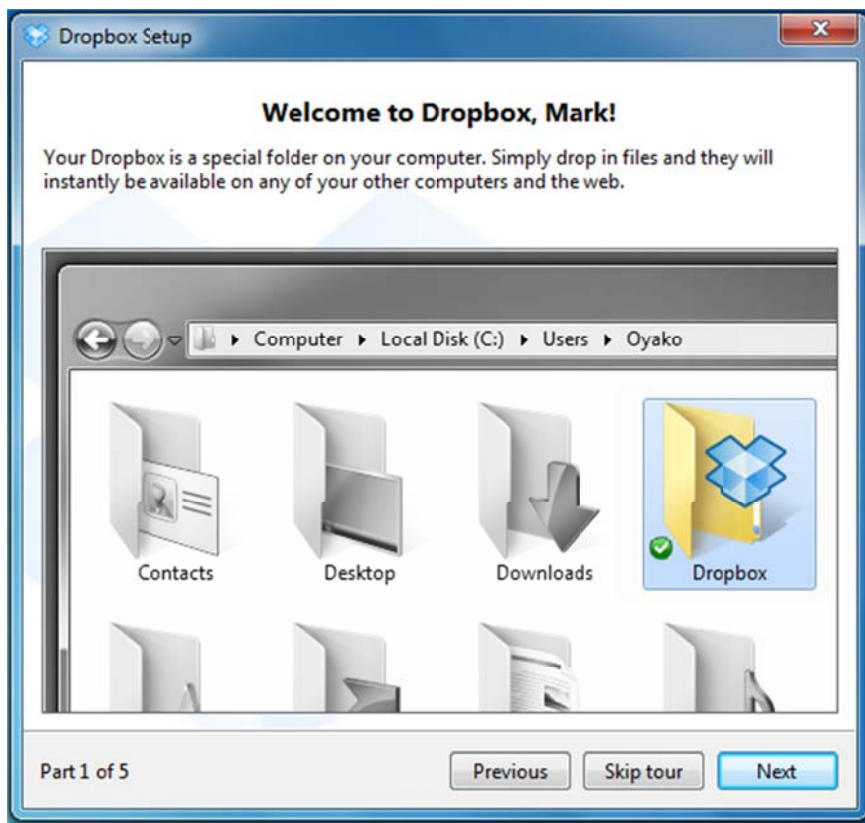 Dropbox Setup
Welcome to Dropbox, Mark!
Your Dropbox is a special folder on your computer. Simply drop in files and they will
instantly be available on any of your other computers and the web.
Computer Local Disk (C:) Users Oyako
Contacts Desktop Downloads Dropbox
Part 1 of 5 Previous Skip tour Next